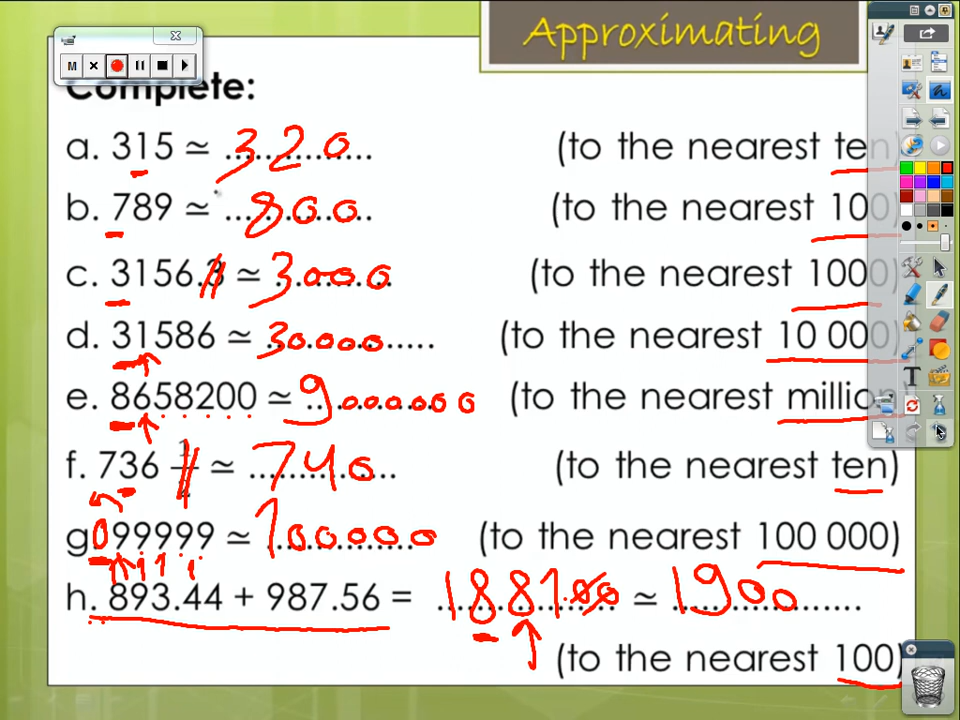 Approximating
M
Complete:
a. 315 ≃ 320 (to the nearest ten)
b. 789 ≃ 800 (to the nearest 100)
c. 3156.3 ≃ 3000 (to the nearest 1000)
d. 31586 ≃ 30000 (to the nearest 10 000)
e. 8658200 ≃ 9000000 (to the nearest million)
f. 736 1/2 ≃ 740 (to the nearest ten)
g. 099999 ≃ 100000 (to the nearest 100 000)
h. 893.44 + 987.56 = 1881.00 ≃ 1900
(to the nearest 100)
T